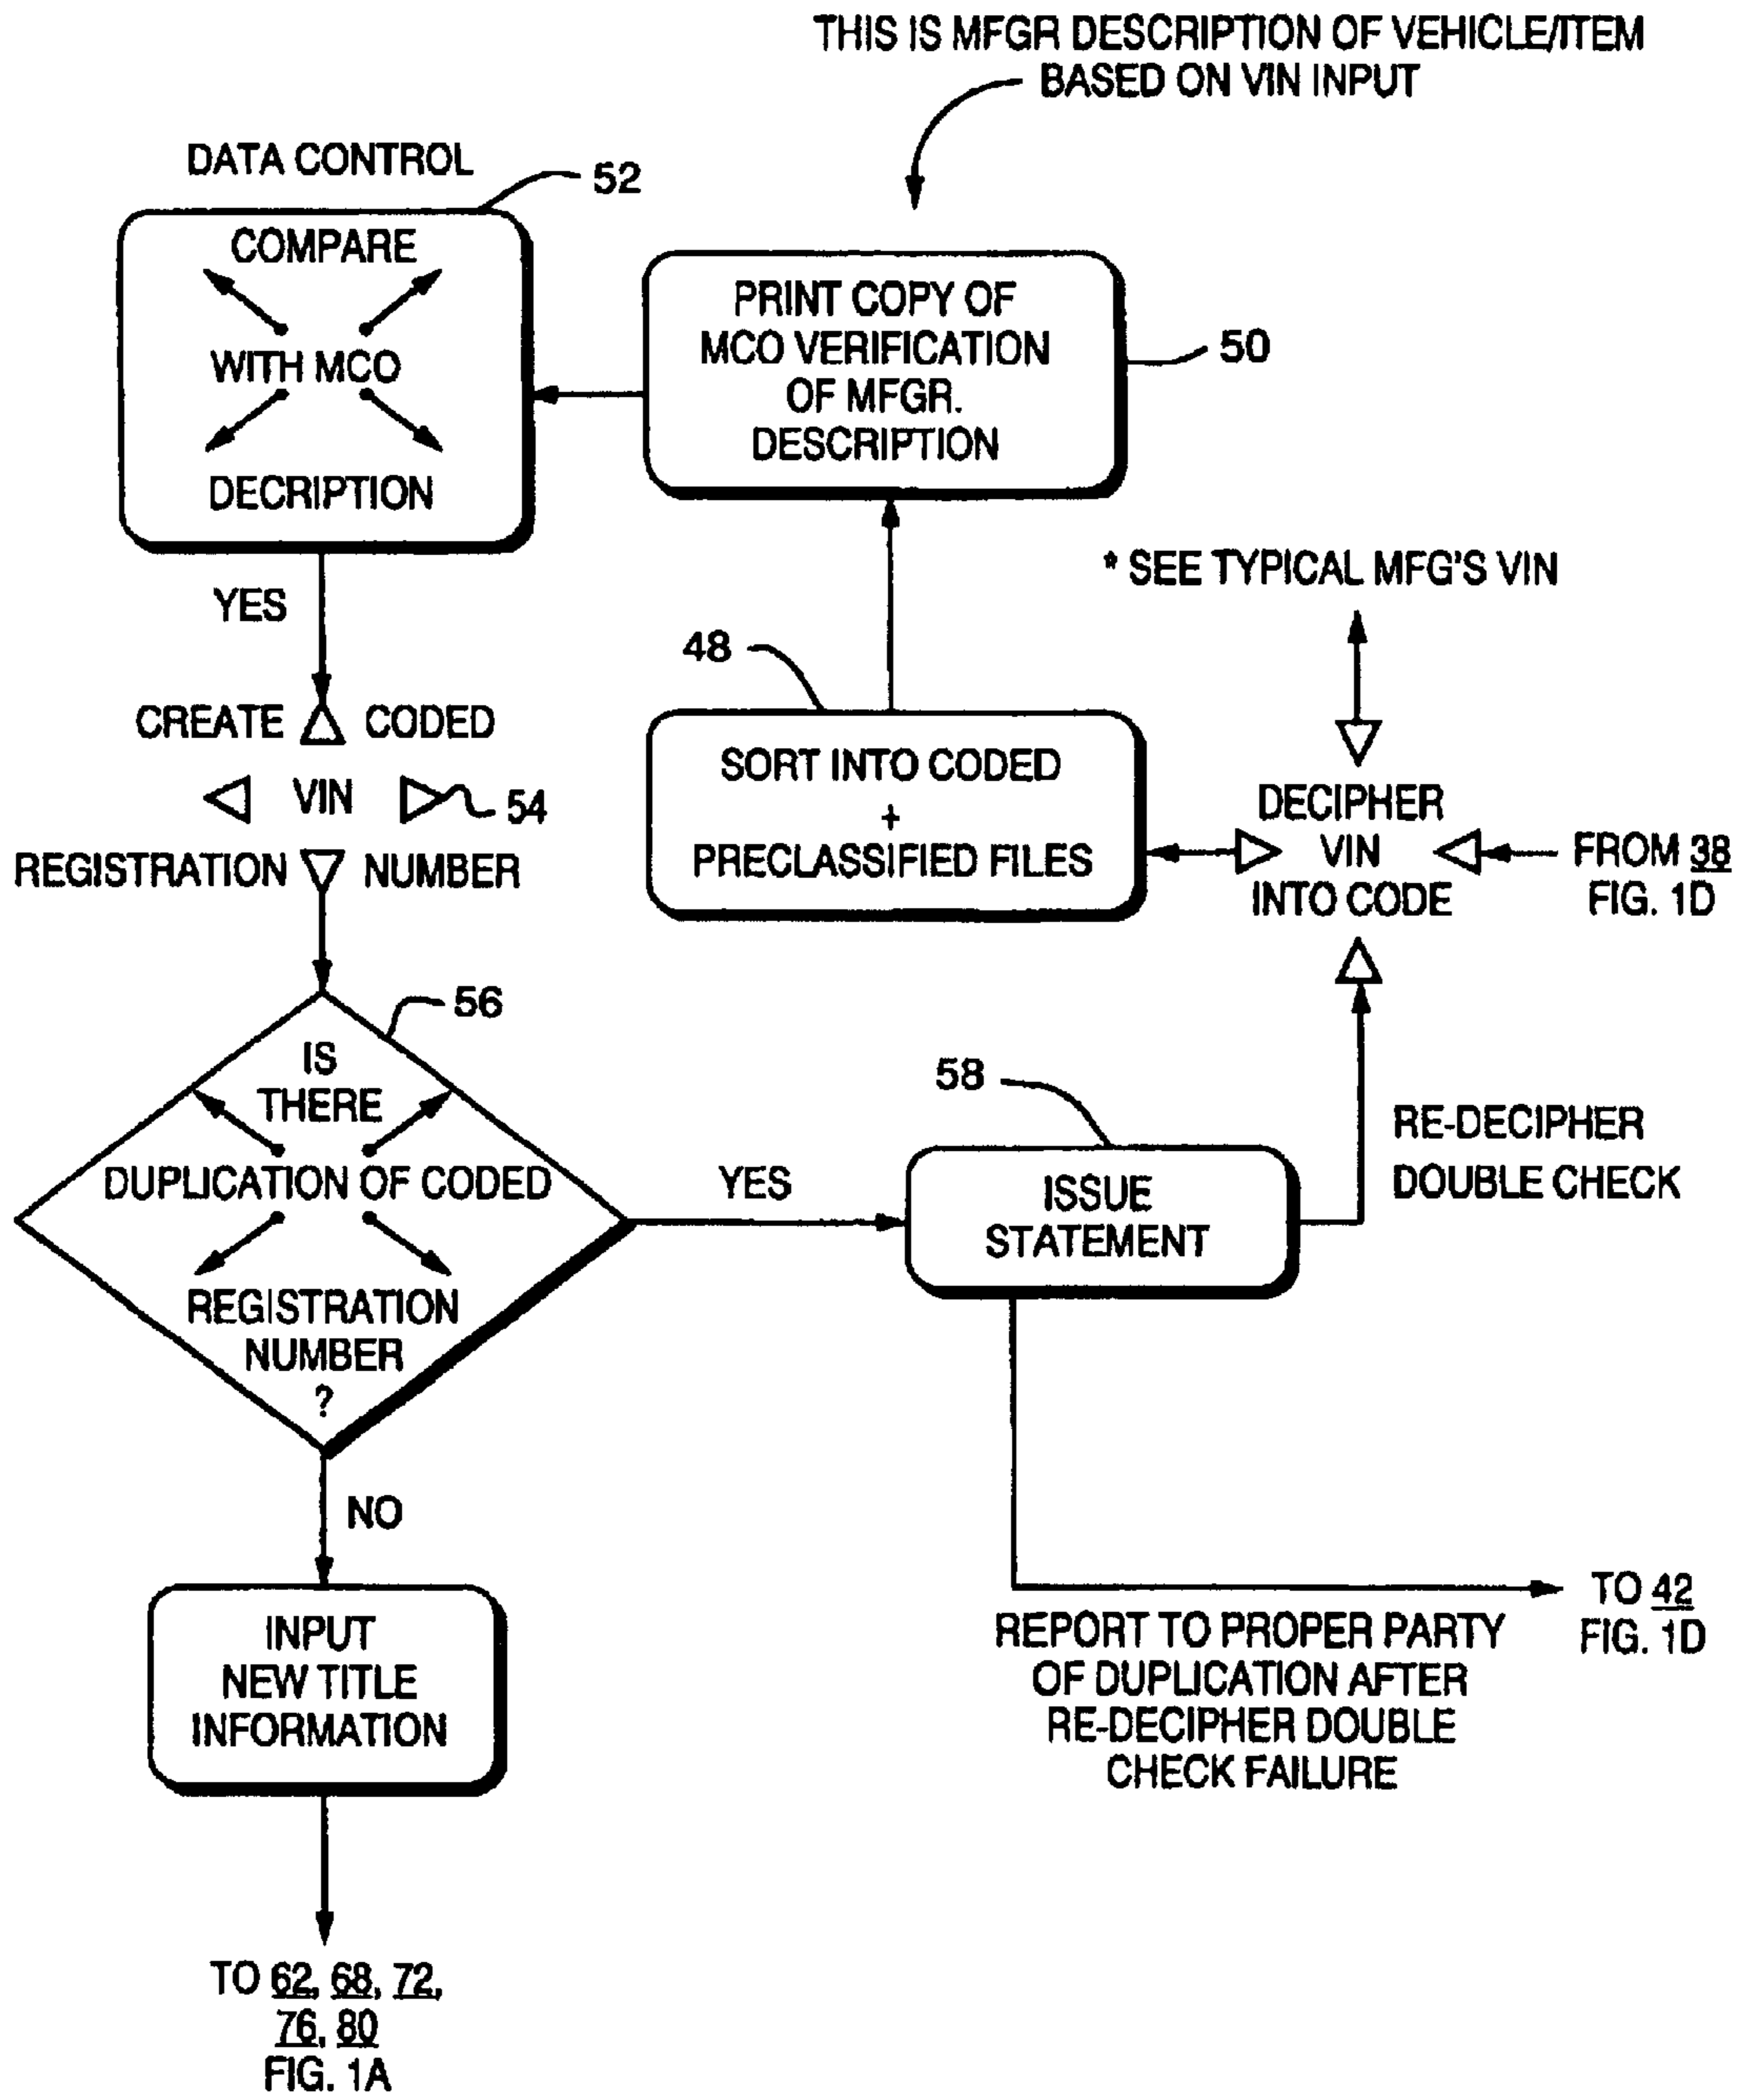 THIS IS MFGR DESCRIPTION OF VEHICLE/ITEM
BASED ON VIN INPUT
DATA CONTROL
52
COMPARE
WITH MCO
DECRIPTION
PRINT COPY OF
MCO VERIFICATION
OF MFGR.
DESCRIPTION
50
YES
* SEE TYPICAL MFG'S VIN
48
CREATE CODED
VIN
54
REGISTRATION NUMBER
SORT INTO CODED
+
PRECLASSIFIED FILES
DECIPHER
VIN
INTO CODE
FROM 38
FIG. 1D
56
IS
THERE
DUPLICATION OF CODED
REGISTRATION
NUMBER
?
YES
58
ISSUE
STATEMENT
RE-DECIPHER
DOUBLE CHECK
NO
INPUT
NEW TITLE
INFORMATION
TO 42
FIG. 1D
REPORT TO PROPER PARTY
OF DUPLICATION AFTER
RE-DECIPHER DOUBLE
CHECK FAILURE
TO 62, 68, 72,
76, 80
FIG. 1A